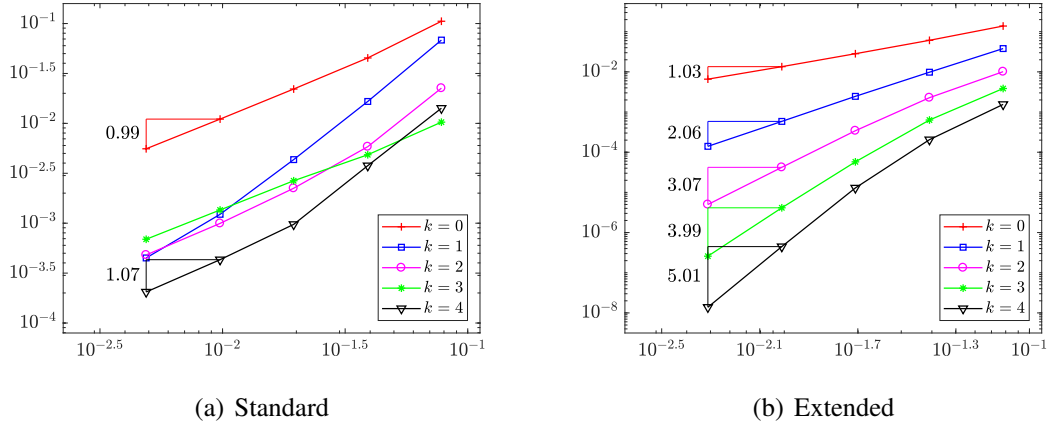 10^-1
10^-1.5
10^-2
10^-2.5
10^-3
10^-3.5
10^-4
0.99
1.07
k = 0
k = 1
k = 2
k = 3
k = 4
10^-2.5
10^-2
10^-1.5
10^-1
(a) Standard
10^-2
10^-4
10^-6
10^-8
1.03
2.06
3.07
3.99
5.01
k = 0
k = 1
k = 2
k = 3
k = 4
10^-2.5
10^-2.1
10^-1.7
10^-1.3
10^-1
(b) Extended